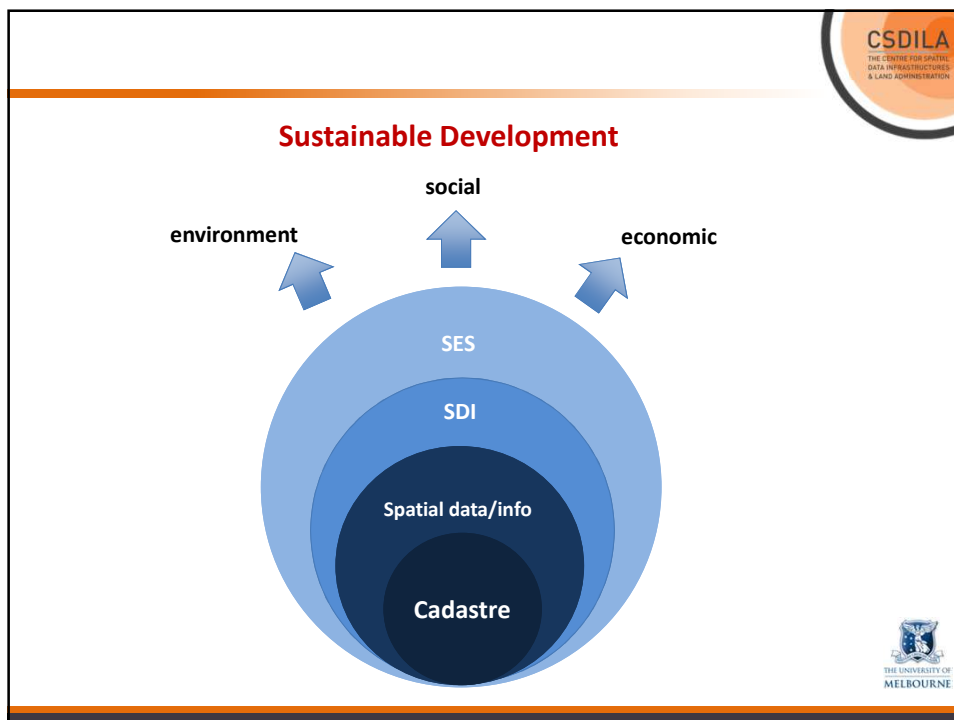 CSDILA
THE CENTRE FOR SPATIAL
DATA INFRASTRUCTURES
& LAND ADMINISTRATION
Sustainable Development
social
environment
economic
SES
SDI
Spatial data/info
Cadastre
THE UNIVERSITY OF
MELBOURNE